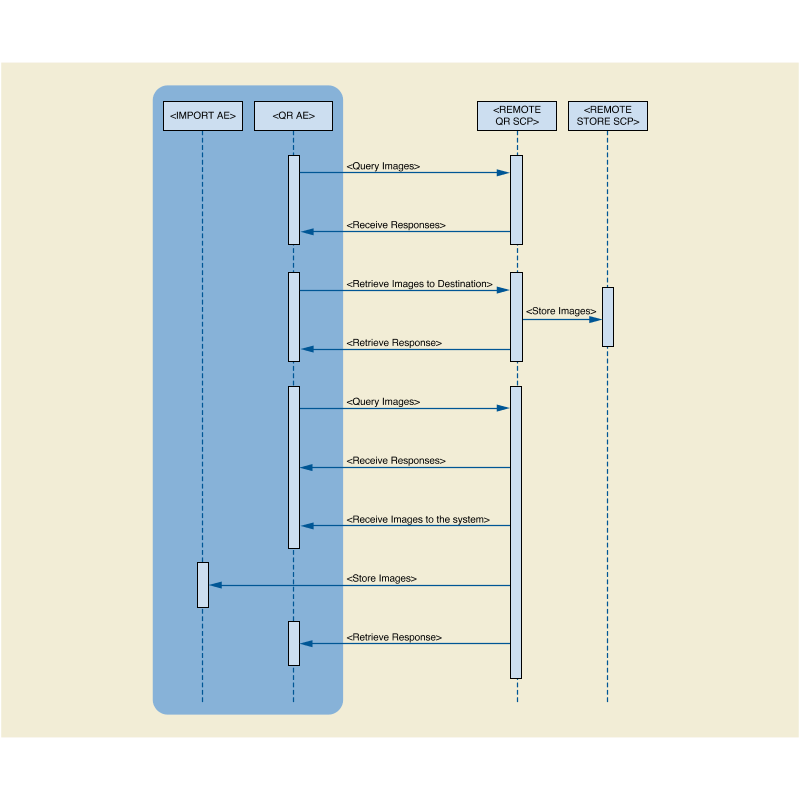 <IMPORT AE>
<QR AE>
<REMOTE
QR SCP>
<REMOTE
STORE SCP>
<Query Images>
<Receive Responses>
<Retrieve Images to Destination>
<Store Images>
<Retrieve Response>
<Query Images>
<Receive Responses>
<Receive Images to the system>
<Store Images>
<Retrieve Response>